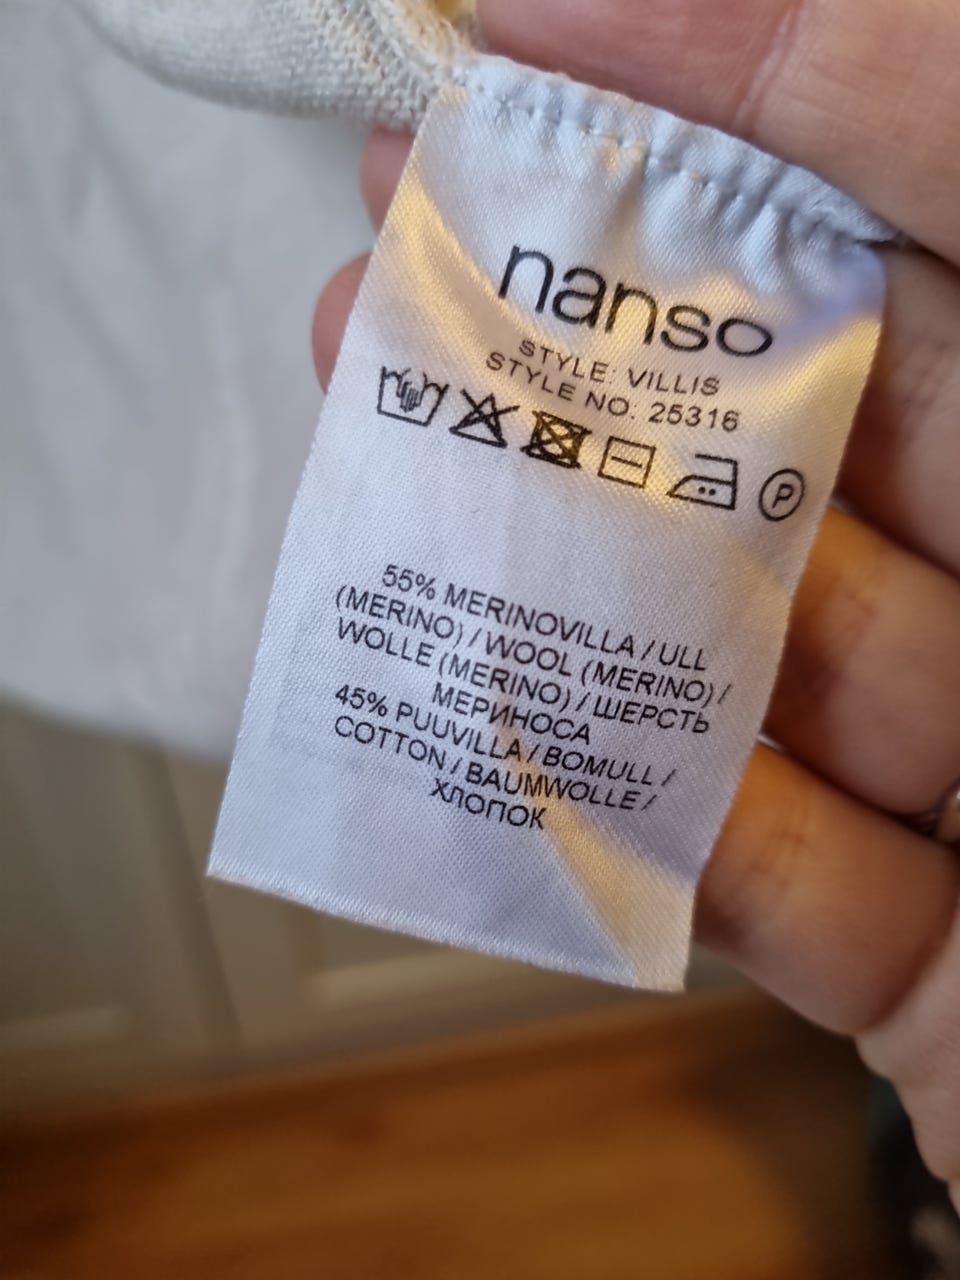 nanso
STYLE: VILLIS
STYLE NO. 25316
P
55% MERINOVILLA / ULL
(MERINO) / WOOL (MERINO) /
WOLLE (MERINO) / ШЕРСТЬ
МЕРИНОСА
45% PUUVILLA / BOMULL /
COTTON / BAUMWOLLE /
ХЛОПОК